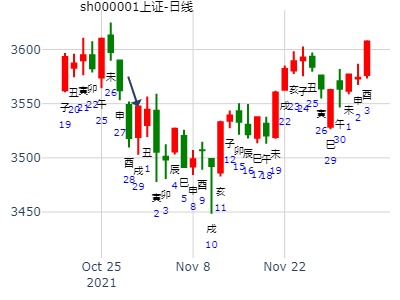 sh000001上证-日线
3600
3550
3500
3450
子
19
丑
20
寅
21
卯
22
午
25
未
26
申
27
酉
28
戌
29
丑
1
寅
2
卯
3
辰
4
巳
5
申
8
酉
9
戌
10
亥
11
子
12
卯
15
辰
16
巳
17
午
18
未
19
戌
22
亥
23
子
24
丑
25
寅
26
巳
29
午
30
未
1
申
2
酉
3
Oct 25
2021
Nov 8
Nov 22